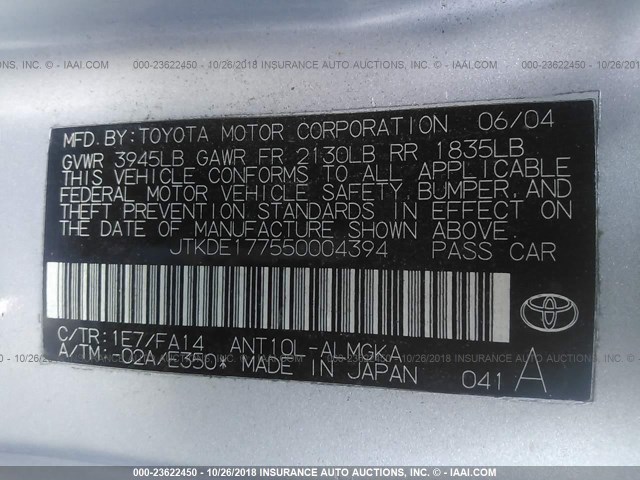 INC. - IAAI.COM 000-23622450 - 10/26/2018 INSURANCE AUTO AUCTIONS, INC. - IAAI.COM 000-23622450 - 10/26/2018
MFD.BY:TOYOTA MOTOR CORPORATION 06/04
GVWR 3945LB GAWR FR 2130LB RR 1835LB
THIS VEHICLE CONFORMS TO ALL APPLICABLE
FEDERAL MOTOR VEHICLE SAFETY, BUMPER, AND
THEFT PREVENTION STANDARDS IN EFFECT ON
THE DATE OF MANUFACTURE SHOWN ABOVE.
JTKDE177550004394 PASS CAR
C/TR:1E7/FA14 ANT10L-ALMGKA
A/TM:-02A/E350* MADE IN JAPAN 041 A
000-23622450 - 10/26/2018 INSURANCE AUTO AUCTIONS, INC. - IAAI.COM